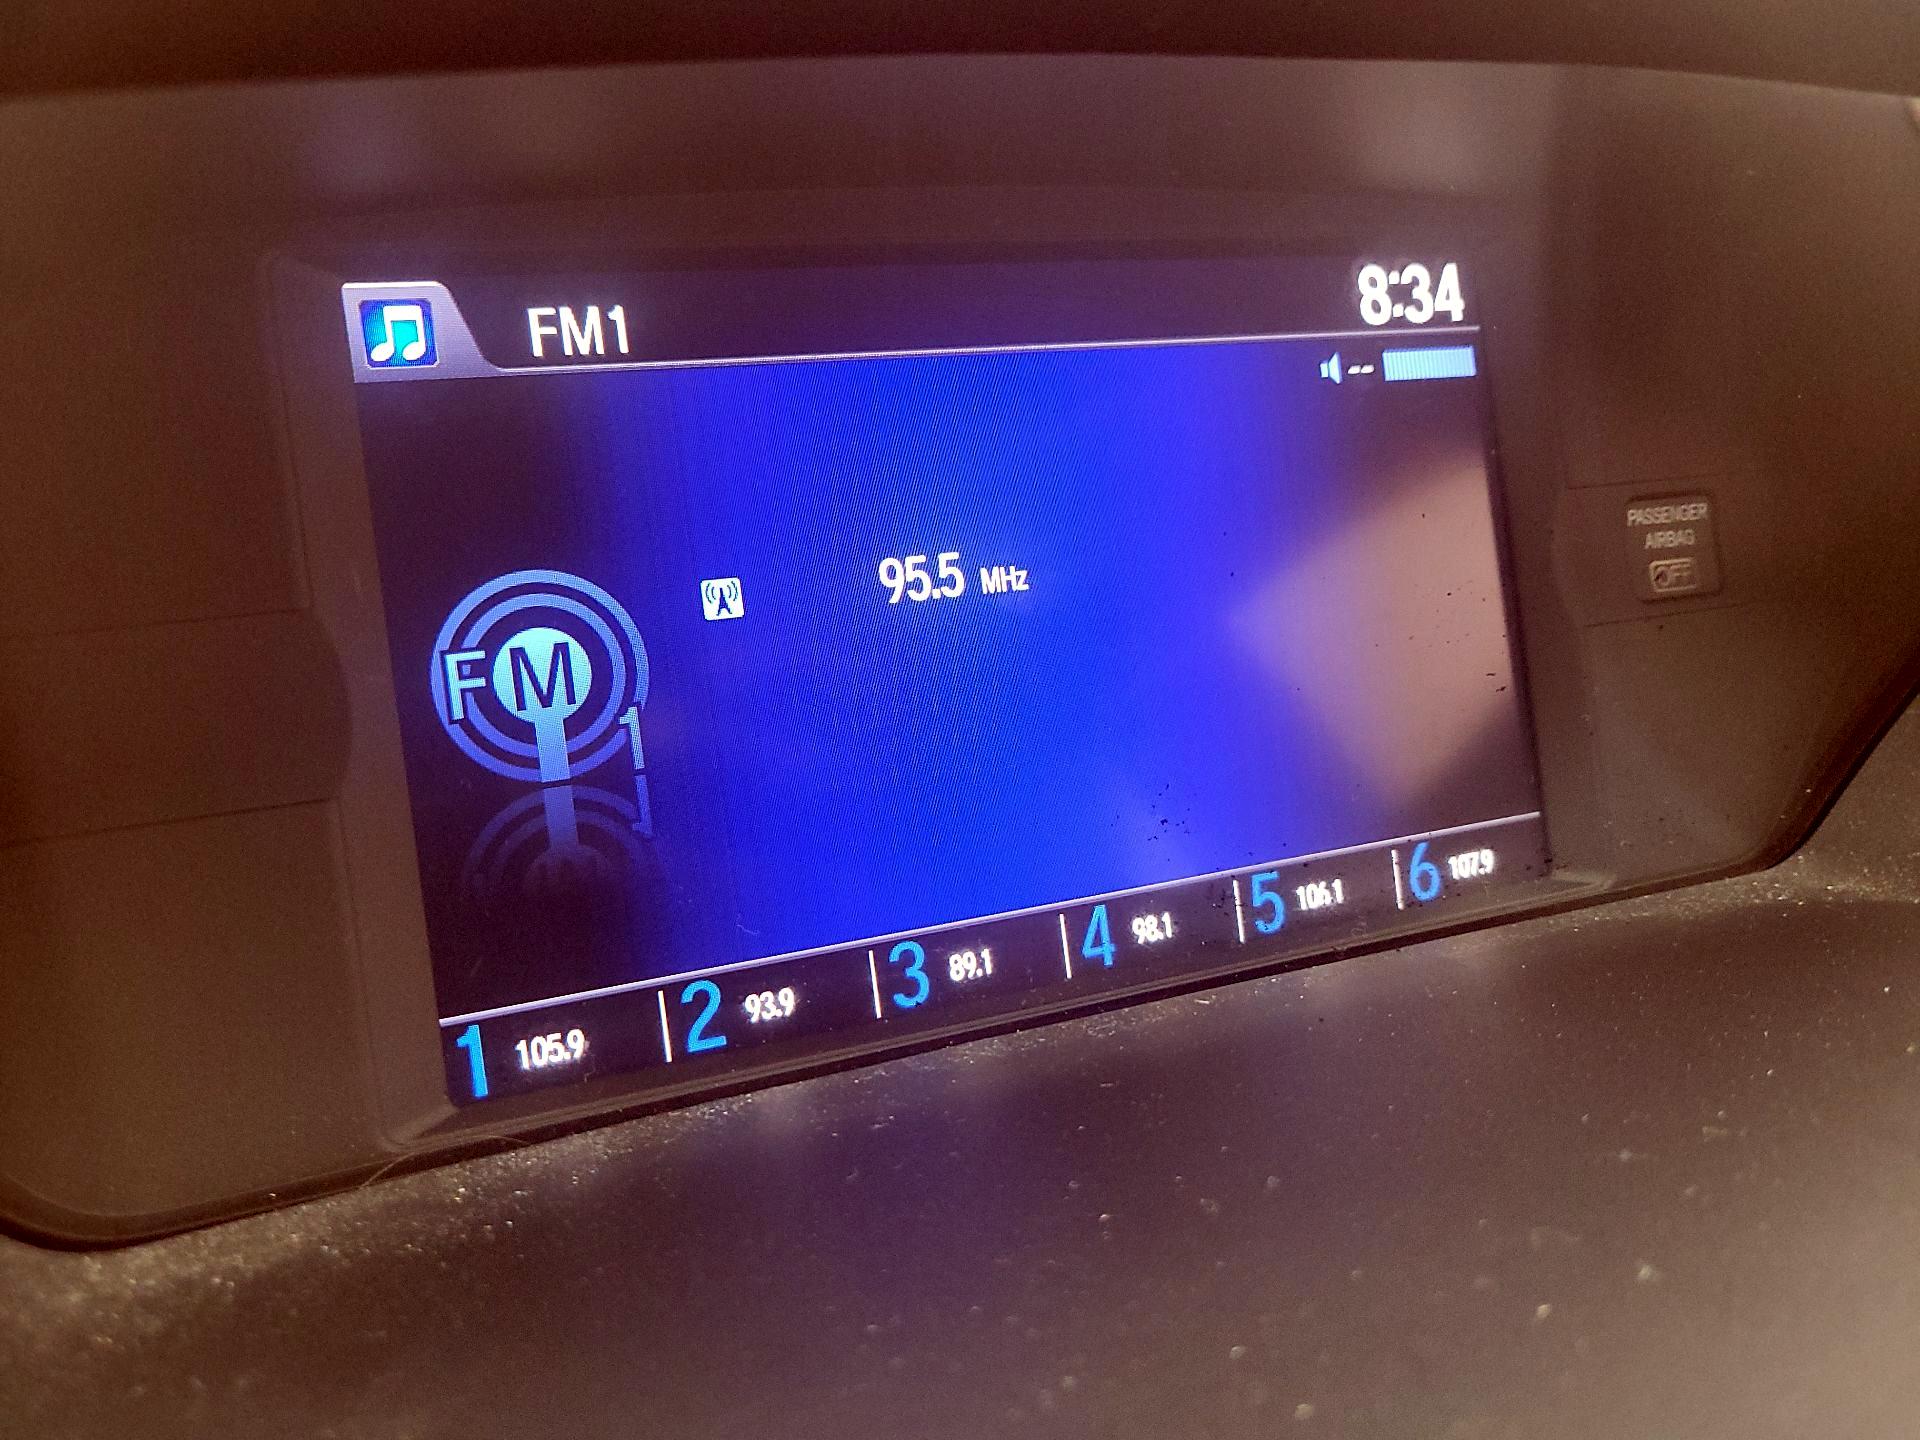 FM1
8:34
--
95.5 MHz
FM
1
1 105.9
2 93.9
3 89.1
4 98.1
5 106.1
6 107.9
PASSENGER
AIRBAG
OFF